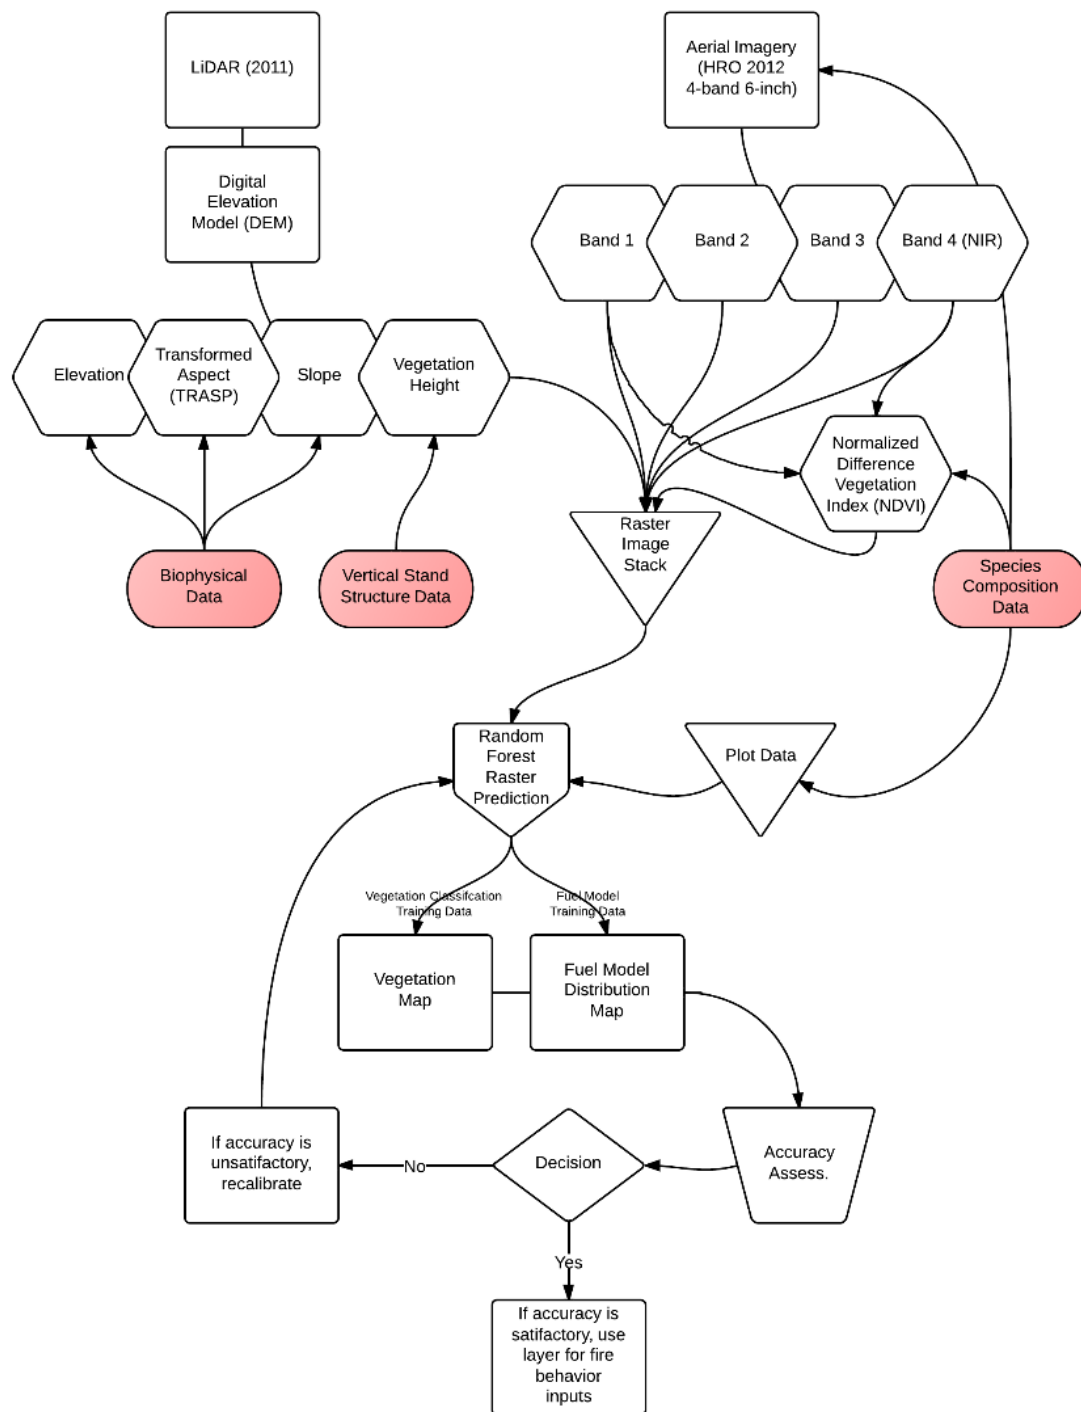 LiDAR (2011)
Aerial Imagery
(HRO 2012
4-band 6-inch)
Digital
Elevation
Model (DEM)
Band 1
Band 2
Band 3
Band 4 (NIR)
Elevation
Transformed
Aspect
(TRASP)
Slope
Vegetation
Height
Normalized
Difference
Vegetation
Index (NDVI)
Raster
Image
Stack
Biophysical
Data
Vertical Stand
Structure Data
Species
Composition
Data
Random
Forest
Raster
Prediction
Plot Data
Vegetation Classifcation
Training Data
Fuel Model
Training Data
Vegetation
Map
Fuel Model
Distribution
Map
If accuracy is
unsatifactory,
recalibrate
No
Decision
Accuracy
Assess.
Yes
If accuracy is
satifactory, use
layer for fire
behavior
inputs